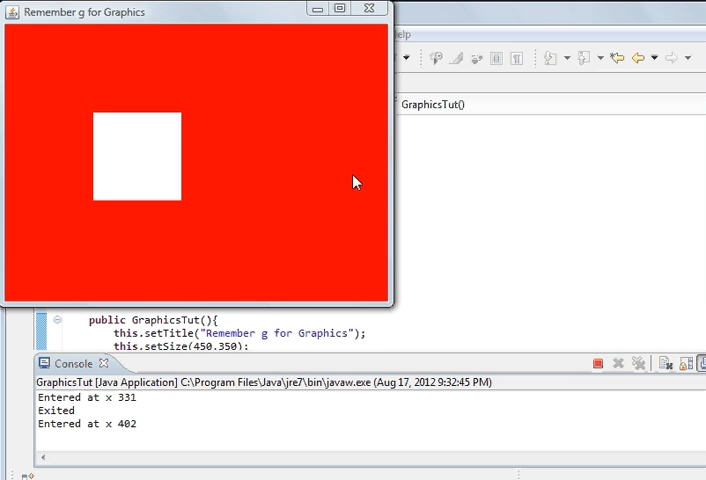 Remember g for Graphics
Help
GraphicsTut()
public GraphicsTut(){
this.setTitle("Remember g for Graphics");
this.setSize(450,350);
Console
GraphicsTut [Java Application] C:\Program Files\Java\jre7\bin\javaw.exe (Aug 17, 2012 9:32:45 PM)
Entered at x 331
Exited
Entered at x 402